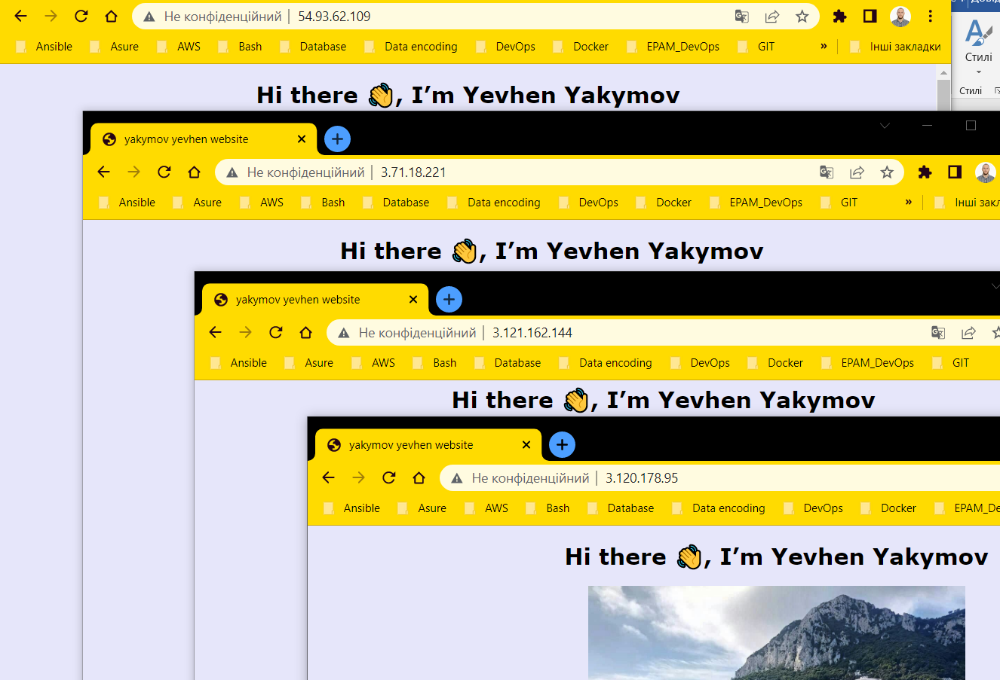 Не конфіденційний | 54.93.62.109
Стилі
Ansible Asure AWS Bash Database Data encoding DevOps Docker EPAM_DevOps GIT » Інші закладки
Стилі
Hi there 👋, I’m Yevhen Yakymov
yakymov yevhen website
Не конфіденційний | 3.71.18.221
Ansible Asure AWS Bash Database Data encoding DevOps Docker EPAM_DevOps GIT » Інші закл
Hi there 👋, I’m Yevhen Yakymov
yakymov yevhen website
Не конфіденційний | 3.121.162.144
Ansible Asure AWS Bash Database Data encoding DevOps Docker EPAM_DevOps GIT
Hi there 👋, I’m Yevhen Yakymov
yakymov yevhen website
Не конфіденційний | 3.120.178.95
Ansible Asure AWS Bash Database Data encoding DevOps Docker EPAM_De
Hi there 👋, I’m Yevhen Yakymov